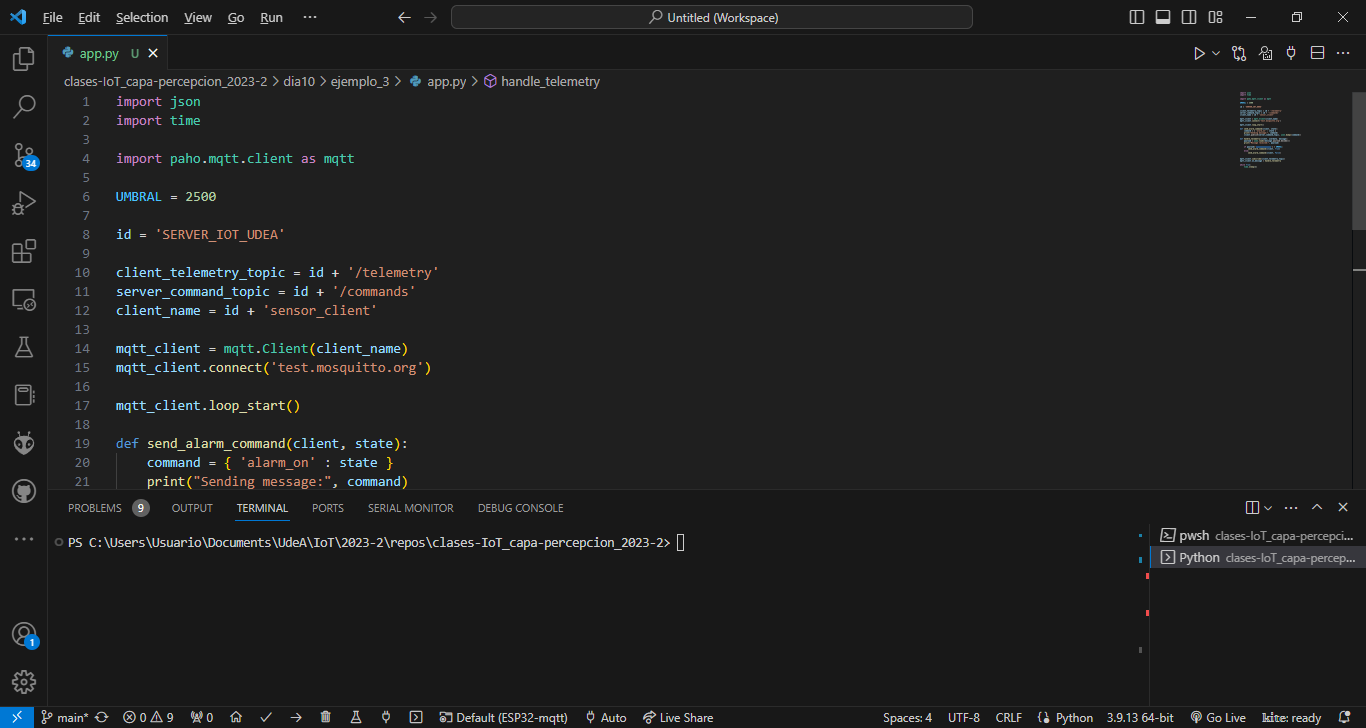 File Edit Selection View Go Run ··· Untitled (Workspace)
app.py U
clases-IoT_capa-percepcion_2023-2 > dia10 > ejemplo_3 > app.py > handle_telemetry
1 import json
2 import time
3
4 import paho.mqtt.client as mqtt
5
6 UMBRAL = 2500
7
8 id = 'SERVER_IOT_UDEA'
9
10 client_telemetry_topic = id + '/telemetry'
11 server_command_topic = id + '/commands'
12 client_name = id + 'sensor_client'
13
14 mqtt_client = mqtt.Client(client_name)
15 mqtt_client.connect('test.mosquitto.org')
16
17 mqtt_client.loop_start()
18
19 def send_alarm_command(client, state):
20     command = { 'alarm_on' : state }
21     print("Sending message:", command)
34
PROBLEMS 9 OUTPUT TERMINAL PORTS SERIAL MONITOR DEBUG CONSOLE
PS C:\Users\Usuario\Documents\UdeA\IoT\2023-2\repos\clases-IoT_capa-percepcion_2023-2>
pwsh clases-IoT_capa-percepci...
Python clases-IoT_capa-percep...
1
main* 0 9 0 Default (ESP32-mqtt) Auto Live Share Spaces: 4 UTF-8 CRLF Python 3.9.13 64-bit Go Live kite: ready